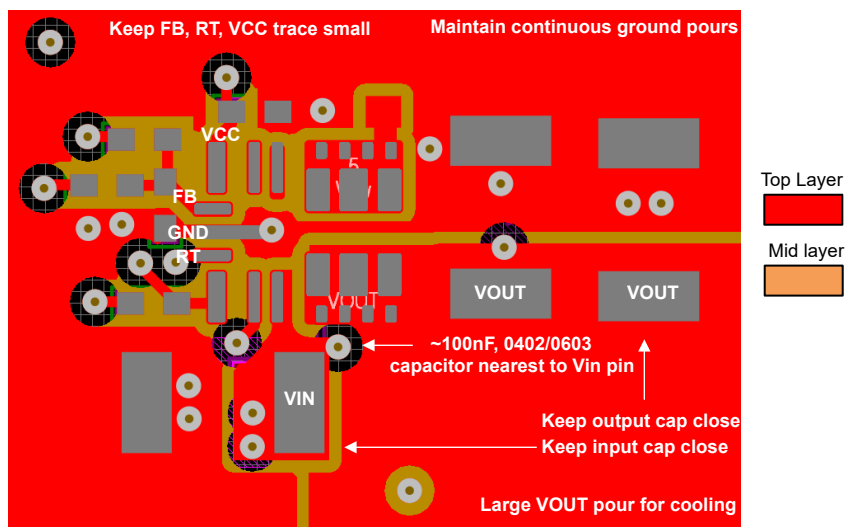 Keep FB, RT, VCC trace small
Maintain continuous ground pours
VCC
5
FB
GND
RT
VOUT
VOUT
VOUT
~100nF, 0402/0603
capacitor nearest to Vin pin
VIN
Keep output cap close
Keep input cap close
Large VOUT pour for cooling
Top Layer
Mid layer